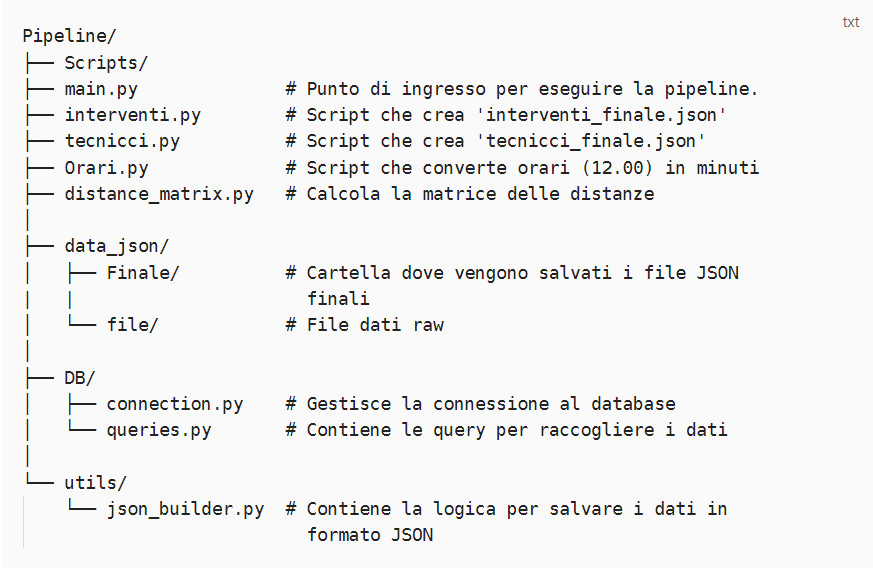 txt
Pipeline/
├── Scripts/
├── main.py              # Punto di ingresso per eseguire la pipeline.
├── interventi.py        # Script che crea 'interventi_finale.json'
├── tecnicci.py          # Script che crea 'tecnicci_finale.json'
├── Orari.py             # Script che converte orari (12.00) in minuti
├── distance_matrix.py   # Calcola la matrice delle distanze
│
├── data_json/
│   ├── Finale/          # Cartella dove vengono salvati i file JSON
│   │                      finali
│   └── file/            # File dati raw
│
├── DB/
│   ├── connection.py    # Gestisce la connessione al database
│   └── queries.py       # Contiene le query per raccogliere i dati
│
└── utils/
    └── json_builder.py  # Contiene la logica per salvare i dati in
                           formato JSON